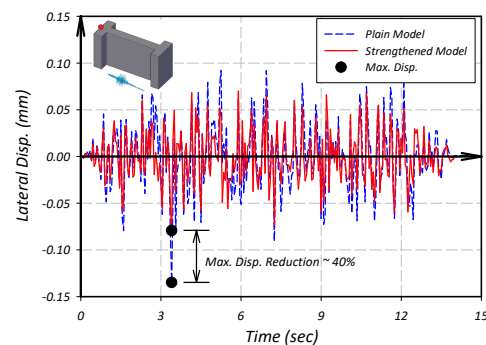 0.15
0.10
0.05
0.00
-0.05
-0.10
-0.15
Lateral Disp. (mm)
Plain Model
Strengthened Model
Max. Disp.
Max. Disp. Reduction ~ 40%
0 3 6 9 12 15
Time (sec)